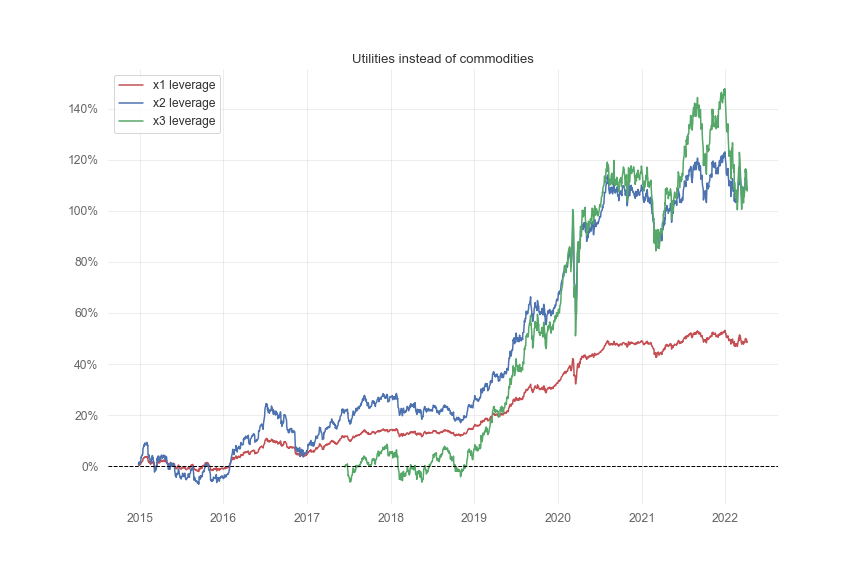 Utilities instead of commodities
x1 leverage
x2 leverage
x3 leverage
140%
120%
100%
80%
60%
40%
20%
0%
2015 2016 2017 2018 2019 2020 2021 2022